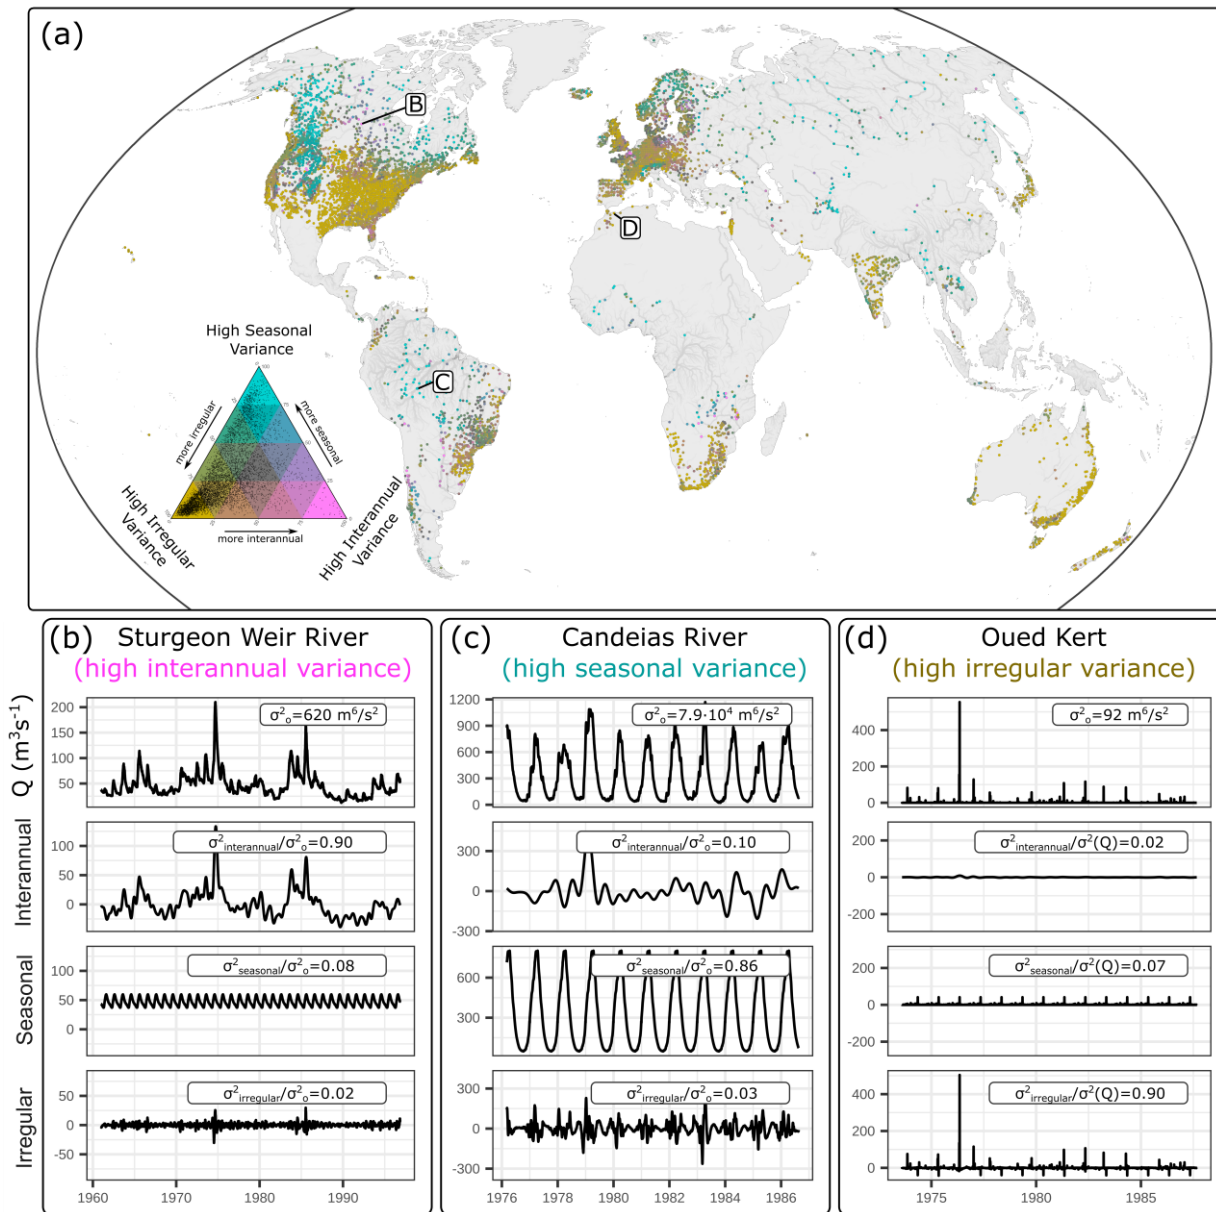 (a)
B
D
C
High Seasonal
Variance
more irregular
more seasonal
High Irregular
Variance
more interannual
High Interannual
Variance
(b) Sturgeon Weir River
(high interannual variance)
(c) Candeias River
(high seasonal variance)
(d) Oued Kert
(high irregular variance)
Q (m³s⁻¹)
200
150
100
50
σ²ₒ=620 m⁶/s²
1200
900
600
300
0
σ²ₒ=7.9·10⁴ m⁶/s²
400
200
0
σ²ₒ=92 m⁶/s²
Interannual
100
50
0
σ²interannual/σ²ₒ=0.90
300
0
-300
σ²interannual/σ²ₒ=0.10
200
0
-200
σ²interannual/σ²(Q)=0.02
Seasonal
100
50
0
σ²seasonal/σ²ₒ=0.08
600
300
σ²seasonal/σ²ₒ=0.86
200
0
-200
σ²seasonal/σ²(Q)=0.07
Irregular
50
0
-50
σ²irregular/σ²ₒ=0.02
300
0
-300
σ²irregular/σ²ₒ=0.03
400
200
0
σ²irregular/σ²(Q)=0.90
1960 1970 1980 1990
1976 1978 1980 1982 1984 1986
1975 1980 1985